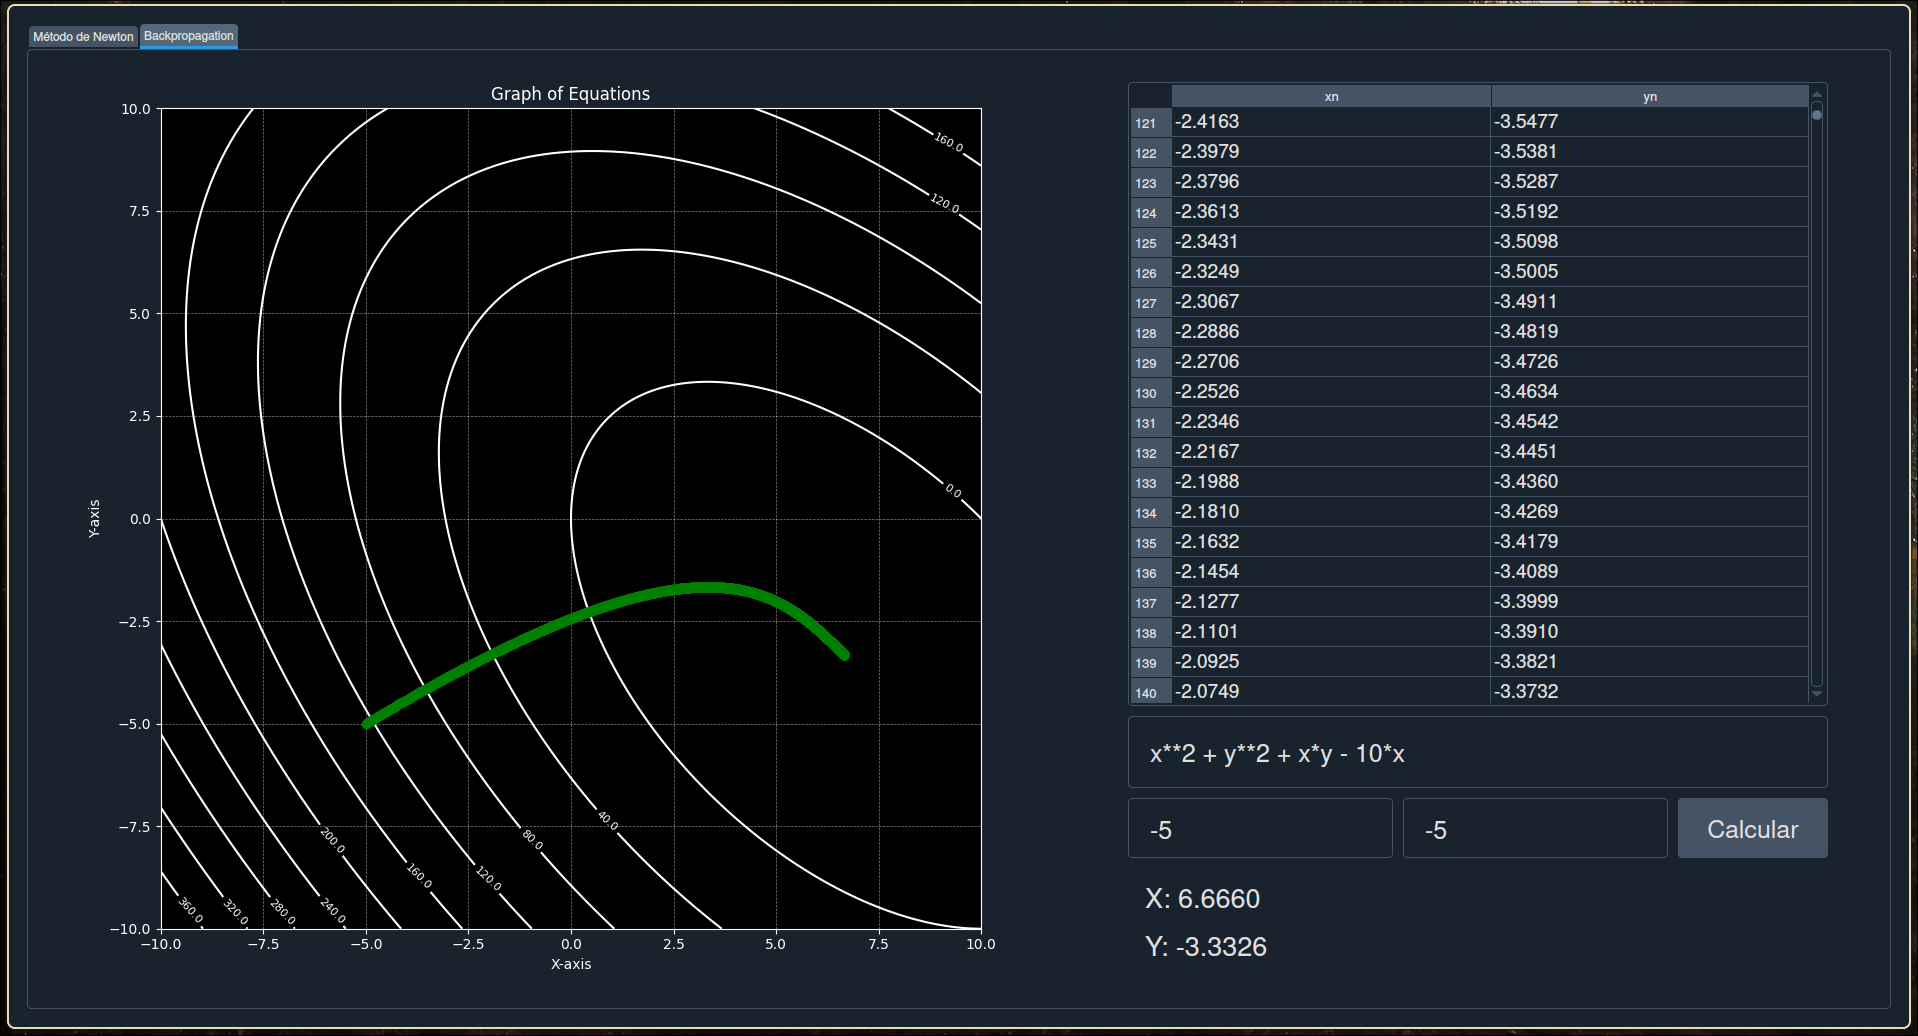 Método de Newton
Backpropagation
Graph of Equations
10.0
7.5
5.0
2.5
0.0
−2.5
−5.0
−7.5
−10.0
Y-axis
160.0
120.0
0.0
40.0
80.0
120.0
160.0
200.0
240.0
280.0
320.0
360.0
−10.0 −7.5 −5.0 −2.5 0.0 2.5 5.0 7.5 10.0
X-axis
xn yn
121 -2.4163 -3.5477
122 -2.3979 -3.5381
123 -2.3796 -3.5287
124 -2.3613 -3.5192
125 -2.3431 -3.5098
126 -2.3249 -3.5005
127 -2.3067 -3.4911
128 -2.2886 -3.4819
129 -2.2706 -3.4726
130 -2.2526 -3.4634
131 -2.2346 -3.4542
132 -2.2167 -3.4451
133 -2.1988 -3.4360
134 -2.1810 -3.4269
135 -2.1632 -3.4179
136 -2.1454 -3.4089
137 -2.1277 -3.3999
138 -2.1101 -3.3910
139 -2.0925 -3.3821
140 -2.0749 -3.3732
x**2 + y**2 + x*y - 10*x
-5
-5
Calcular
X: 6.6660
Y: -3.3326